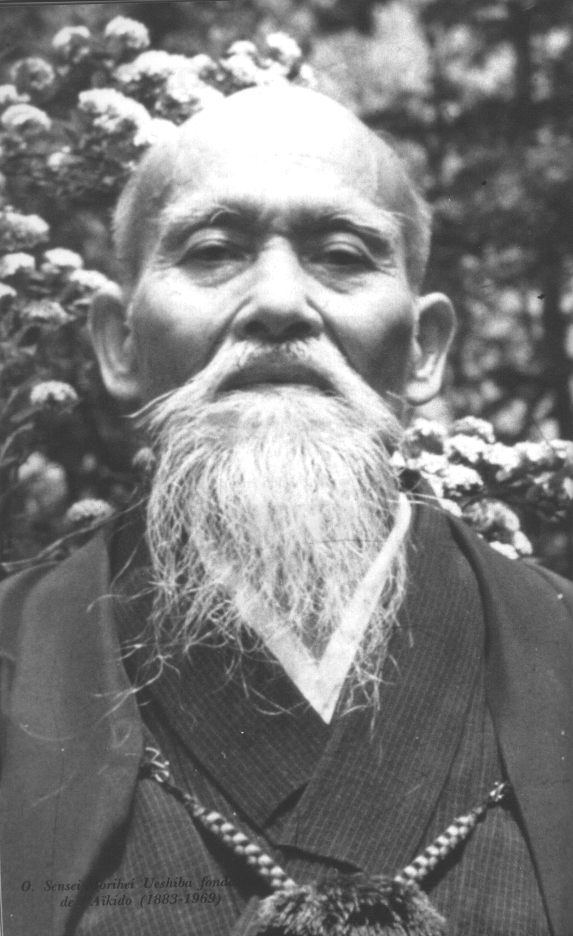 O. Sensei Morihei Ueshiba
de Aikido (1883-1969)